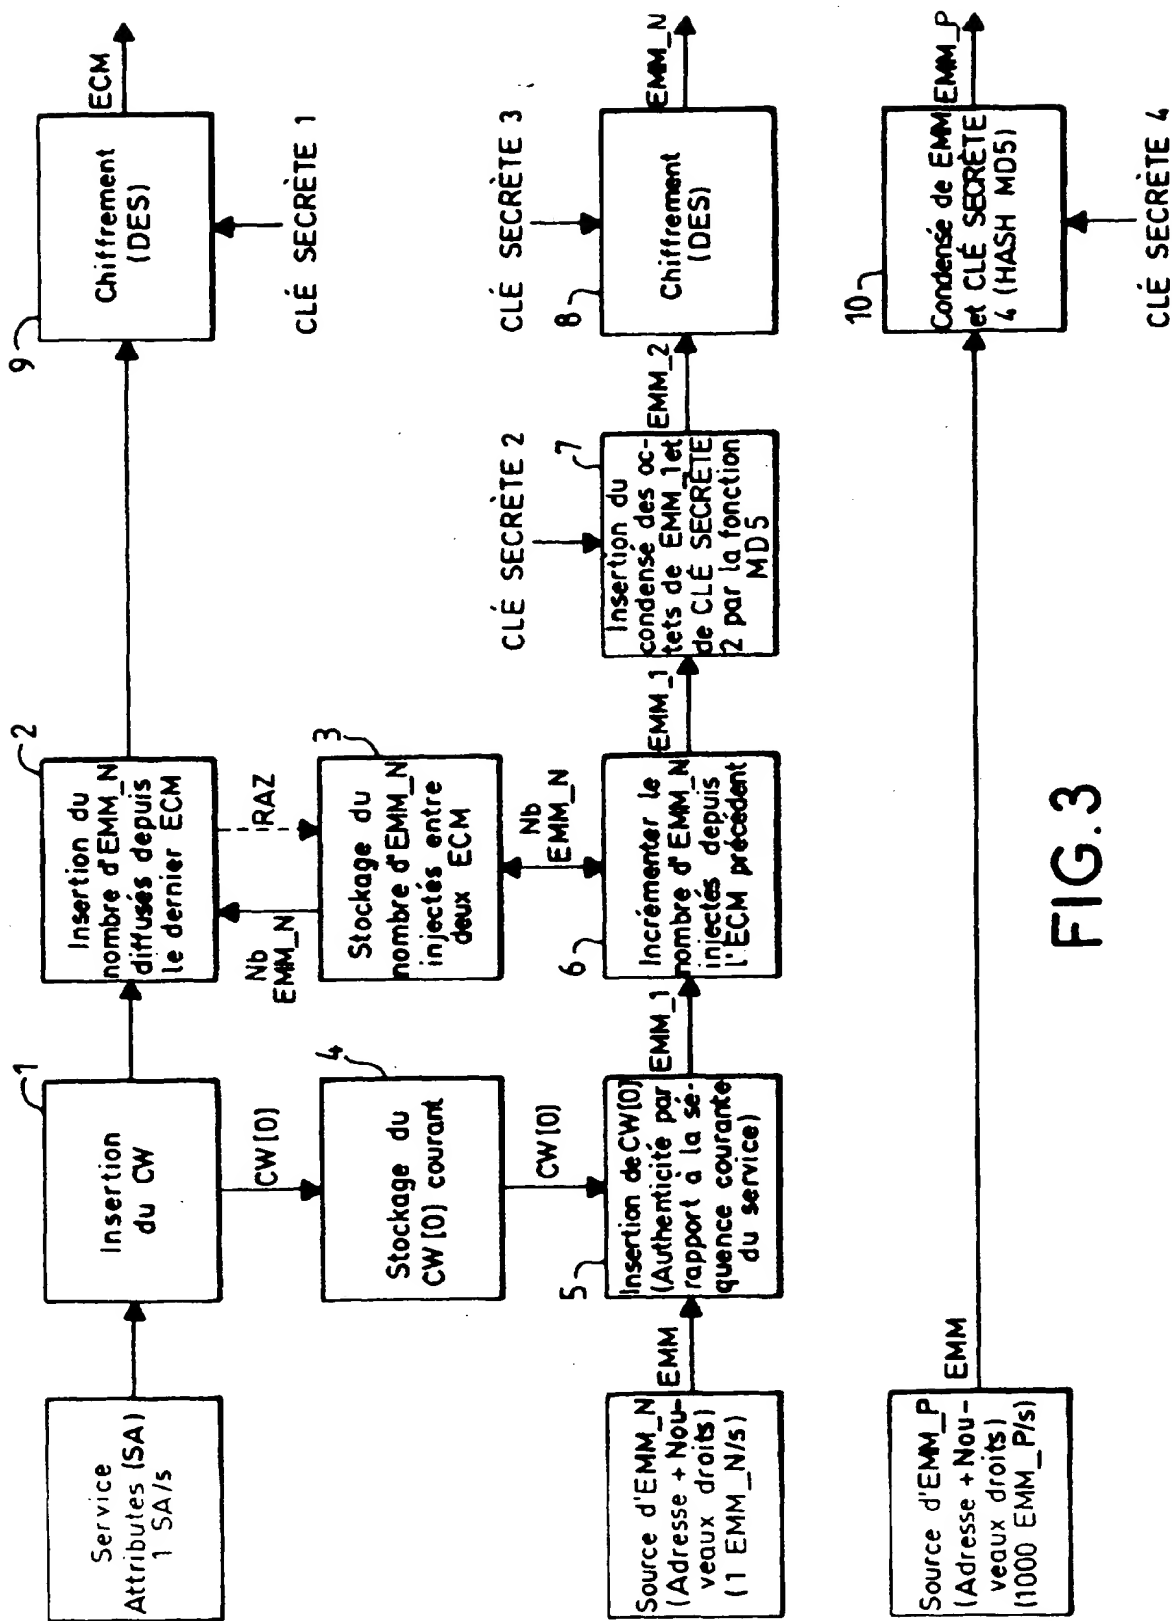 Service
Attributes (SA)
1 SA/s
1
Insertion
du CW
2
Insertion du
nombre d'EMM_N
diffusés depuis
le dernier ECM
9
Chiffrement
(DES)
ECM
CLÉ SECRÈTE 1
CW[0]
Nb
EMM_N
RAZ
4
Stockage du
CW[0] courant
3
Stockage du
nombre d'EMM_N
injectés entre
deux ECM
CW[0]
Nb
EMM_N
CLÉ SECRÈTE 2
CLÉ SECRÈTE 3
Source d'EMM_N
(Adresse + Nou-
veaux droits)
(1 EMM_N/s)
EMM
5
Insertion de CW[0]
(Authenticité par
rapport à la sé-
quence courante
du service)
EMM_1
6
Incrémenter le
nombre d'EMM_N
injectés depuis
l'ECM précédent
EMM_1
7
Insertion du
condensé des oc-
tets de EMM_1 et
de CLÉ SECRÈTE
2 par la fonction
MD5
EMM_2
8
Chiffrement
(DES)
EMM_N
Source d'EMM_P
(Adresse + Nou-
veaux droits)
(1000 EMM_P/s)
EMM
10
Condensé de EMM
et CLÉ SECRÈTE
4 (HASH MD5)
EMM_P
CLÉ SECRÈTE 4
FIG.3